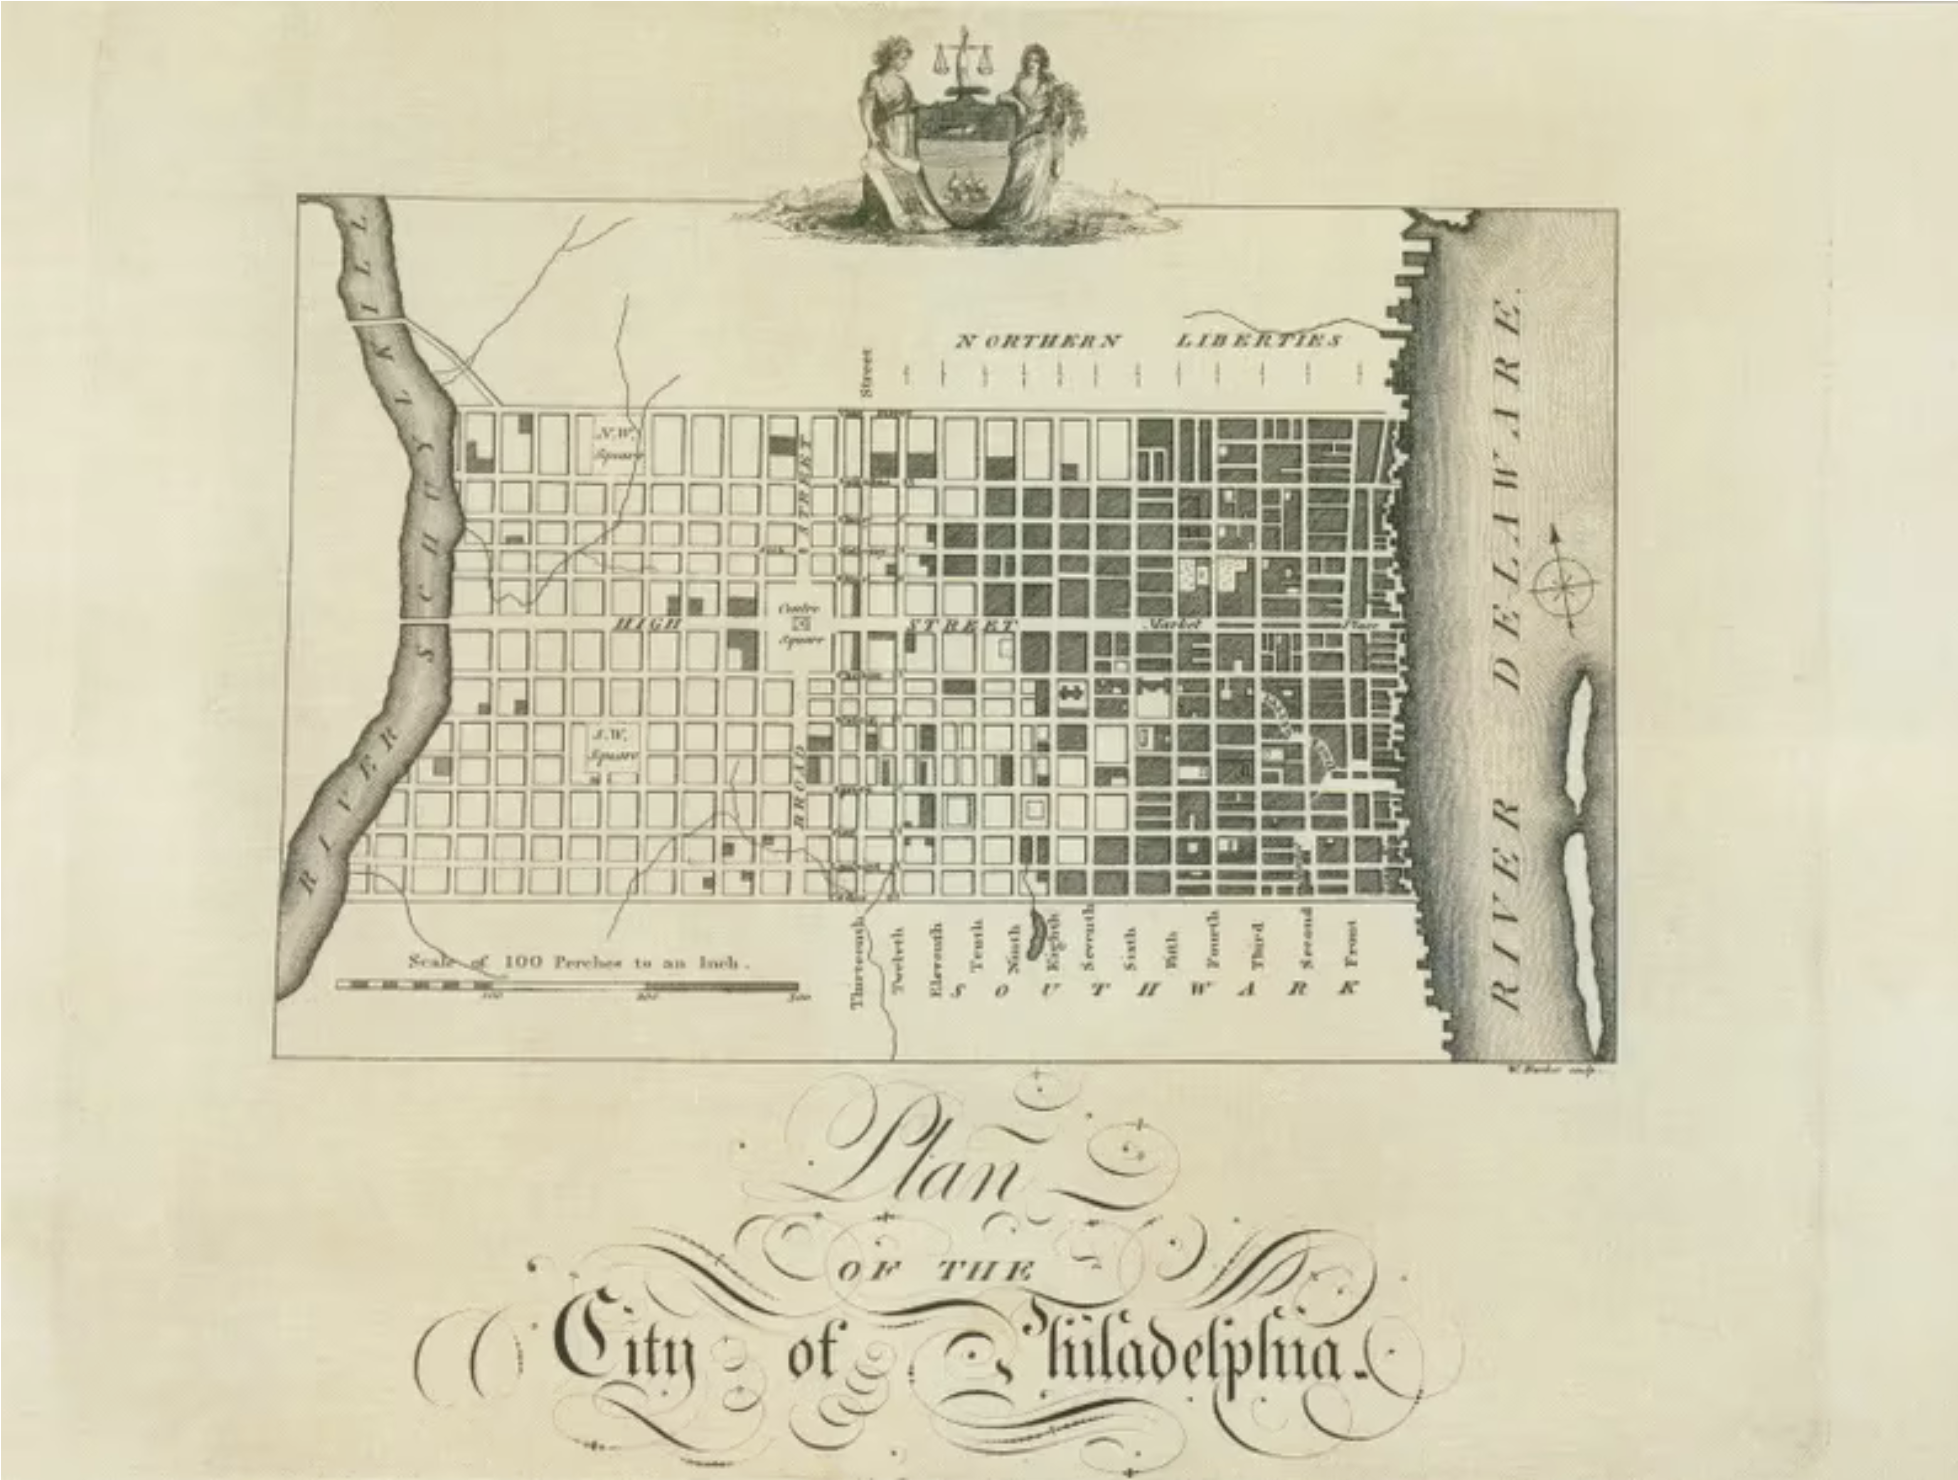 NORTHERN LIBERTIES
Street
RIVER SCHUYLKILL
RIVER DELAWARE.
N.W.
Square
STREET
Centre
Square
HIGH STREET Market Place
S.W.
Square
BROAD
Thirteenth
Twelfth
Eleventh
Tenth
Ninth
Eighth
Seventh
Sixth
Fifth
Fourth
Third
Second
Front
Scale of 100 Perches to an Inch.
100 200 300
SOUTHWARK
W. Barker sculp.
Plan
OF THE
City of Philadelphia.